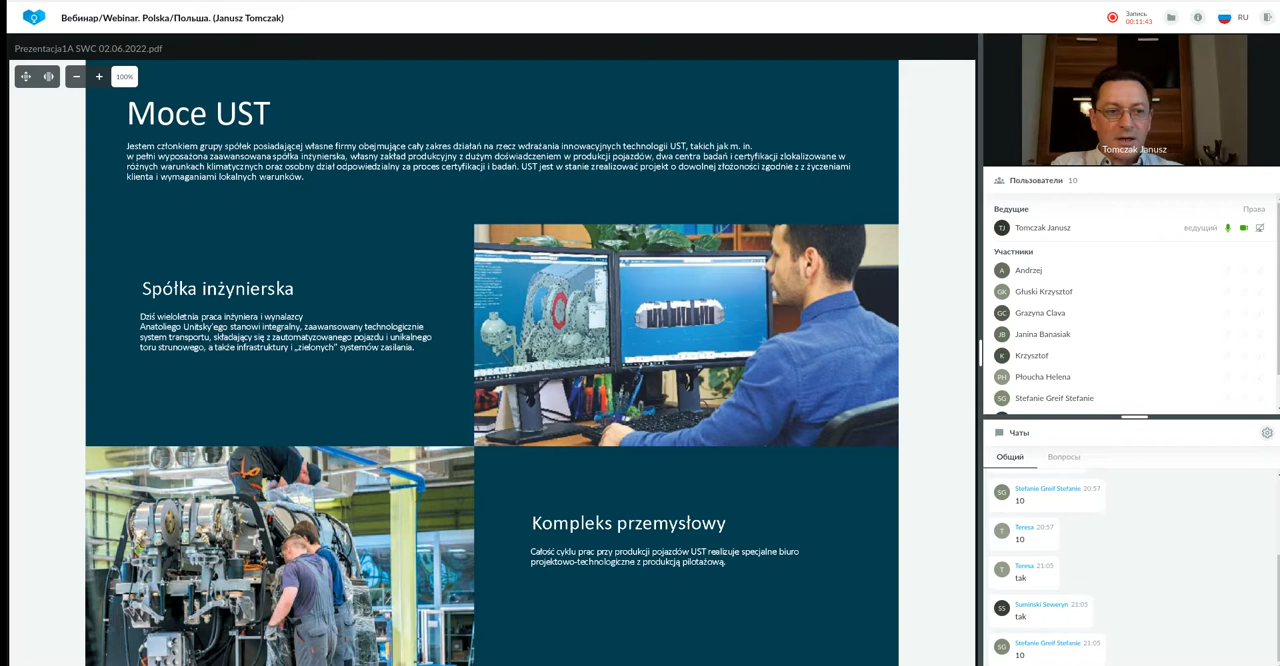 Вебинар/Webinar. Polska/Польша. (Janusz Tomczak)
Запись
00:11:43
RU
Prezentacja1A SWC 02.06.2022.pdf
100%
Moce UST
Jestem członkiem grupy spółek posiadającej własne firmy obejmujące cały zakres działań na rzecz wdrażania innowacyjnych technologii UST, takich jak m. in.
w pełni wyposażona zaawansowana spółka inżynierska, własny zakład produkcyjny z dużym doświadczeniem w produkcji pojazdów, dwa centra badań i certyfikacji zlokalizowane w
różnych warunkach klimatycznych oraz osobny dział odpowiedzialny za proces certyfikacji i badań. UST jest w stanie zrealizować projekt o dowolnej złożoności zgodnie z z życzeniami
klienta i wymaganiami lokalnych warunków.
Spółka inżynierska
Dziś wieloletnia praca inżyniera i wynalazcy
Anatoliego Unitsky'ego stanowi integralny, zaawansowany technologicznie
system transportu, składający się z zautomatyzowanego pojazdu i unikalnego
toru strunowego, a także infrastruktury i „zielonych” systemów zasilania.
Kompleks przemysłowy
Całość cyklu prac przy produkcji pojazdów UST realizuje specjalne biuro
projektowo-technologiczne z produkcją pilotażową.
Tomczak Janusz
Пользователи 10
Ведущие Права
TJ Tomczak Janusz ведущий
Участники
A Andrzej
GK Głuski Krzysztof
GC Grazyna Clava
JB Janina Banasiak
K Krzysztof
PH Płoucha Helena
SG Stefanie Greif Stefanie
Чаты
Общий Вопросы
SG Stefanie Greif Stefanie 20:57
10
T Teresa 20:57
10
T Teresa 21:05
tak
SS Suminski Seweryn 21:05
tak
SG Stefanie Greif Stefanie 21:05
10